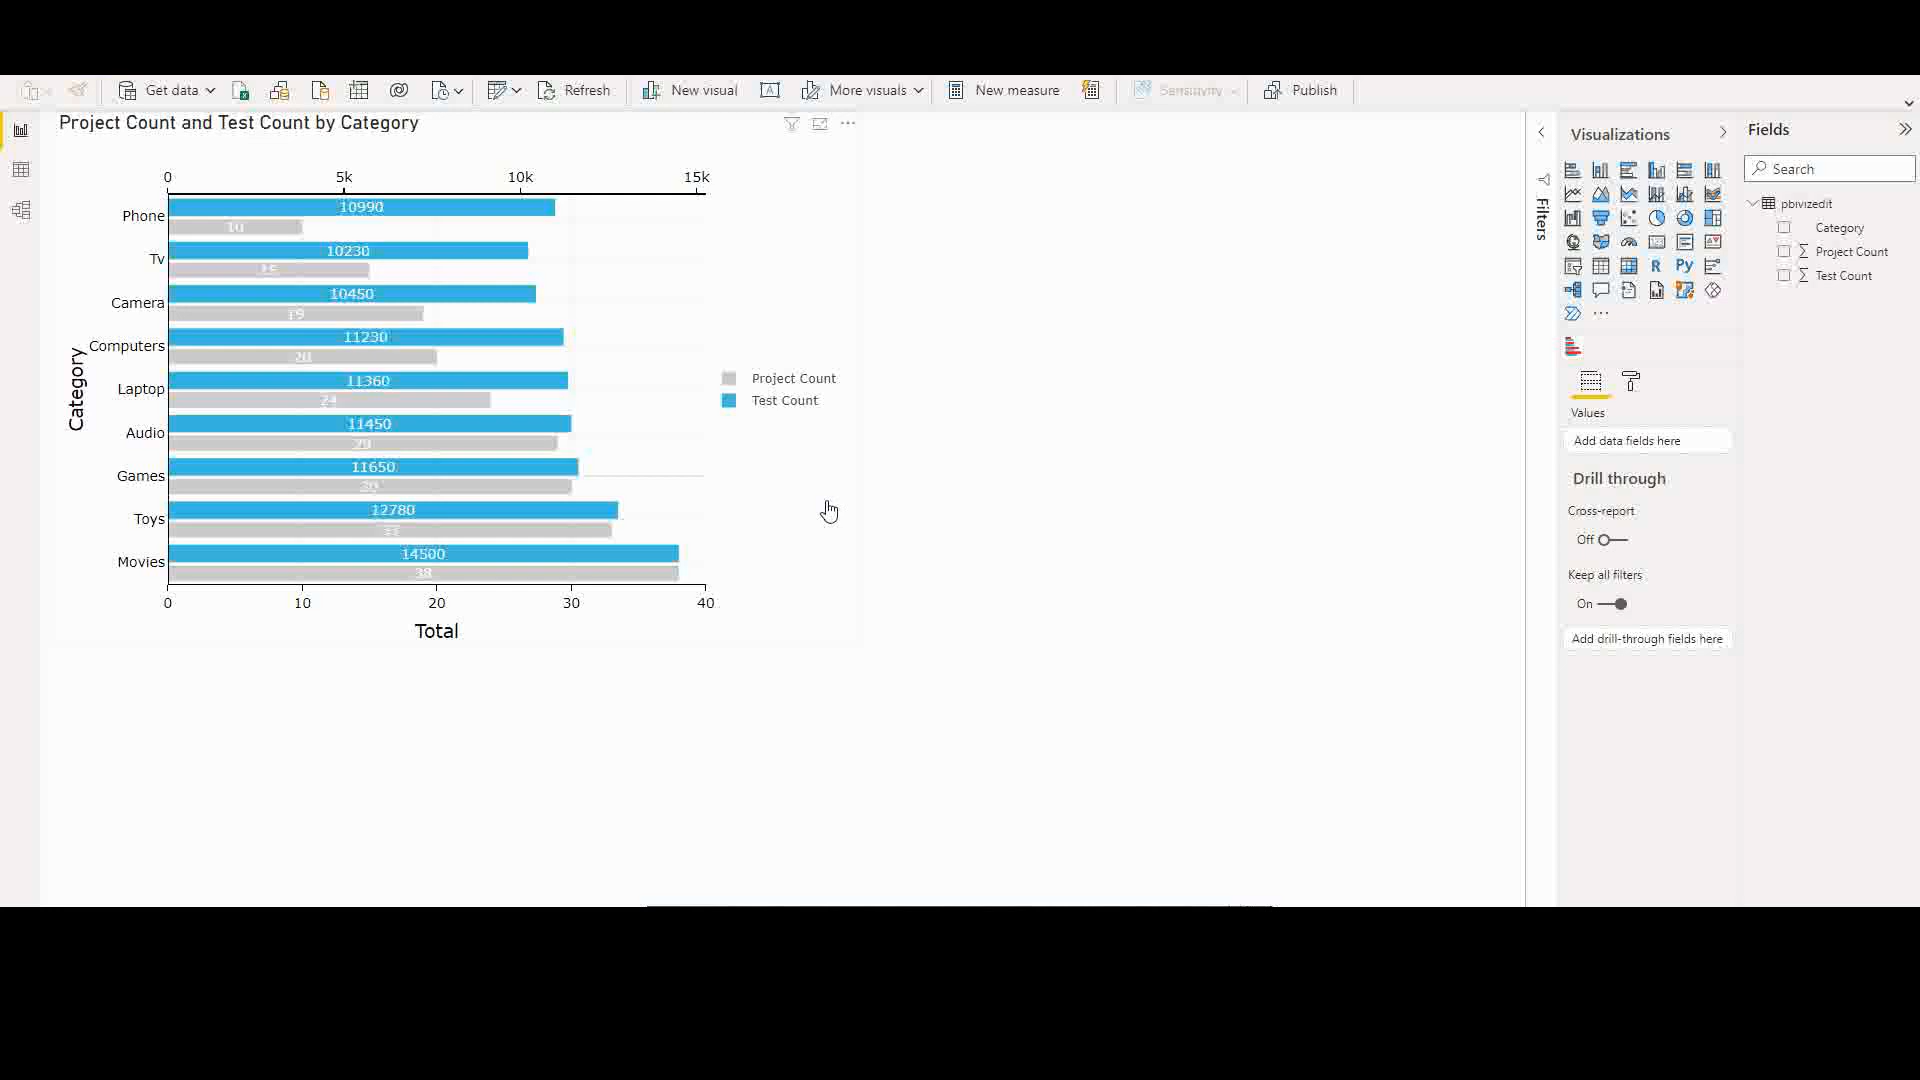 Get data
Refresh
New visual
More visuals
New measure
Sensitivity
Publish
Project Count and Test Count by Category
0 5k 10k 15k
Phone 10990
10
Tv 10230
15
Camera 10450
19
Computers 11230
20
Laptop 11360
24
Audio 11450
29
Games 11650
30
Toys 12780
33
Movies 14500
38
0 10 20 30 40
Total
Category
Project Count
Test Count
Filters
Visualizations
R
Py
Values
Add data fields here
Drill through
Cross-report
Off
Keep all filters
On
Add drill-through fields here
Fields
Search
pbivizedit
Category
Project Count
Test Count